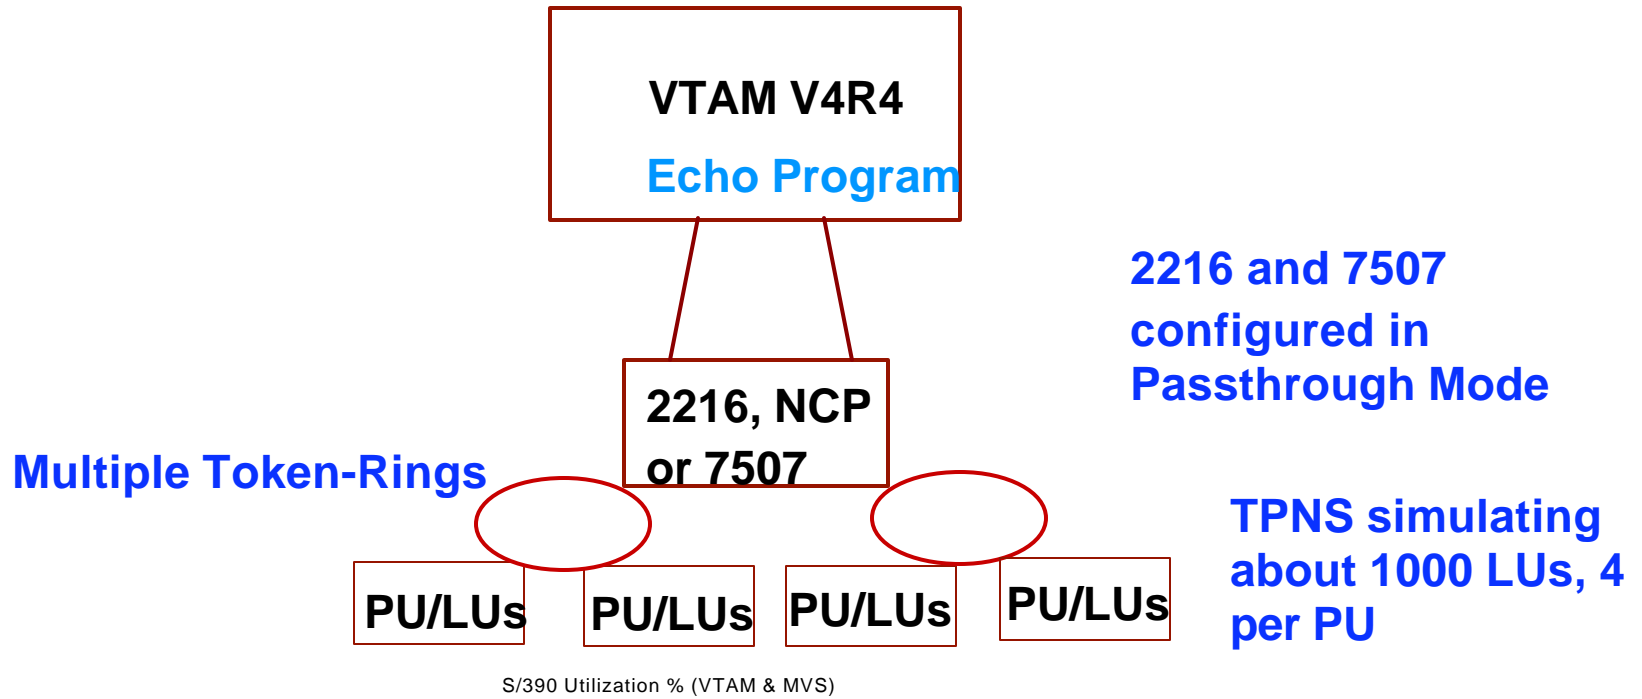 VTAM V4R4
Echo Program
2216 and 7507
configured in
Passthrough Mode
2216, NCP
or 7507
Multiple Token-Rings
TPNS simulating
about 1000 LUs, 4
per PU
PU/LUs
PU/LUs
PU/LUs
PU/LUs
S/390 Utilization % (VTAM & MVS)